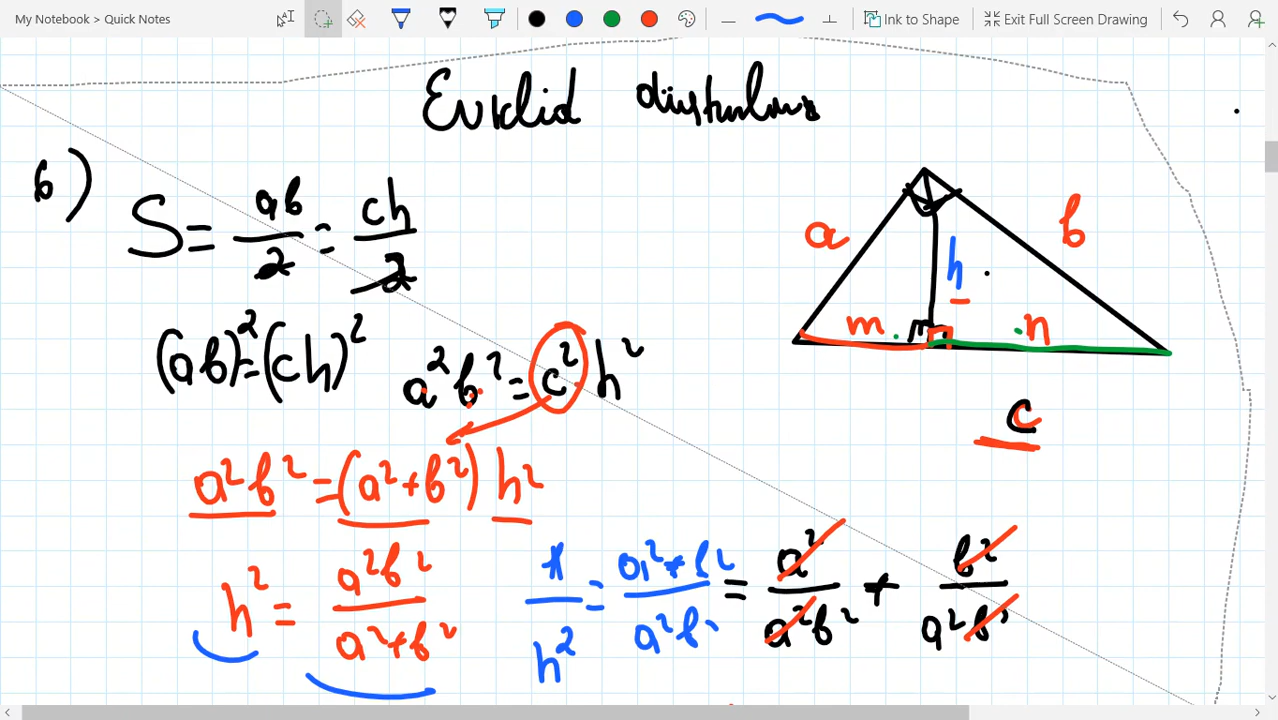 My Notebook > Quick Notes
Ink to Shape
Exit Full Screen Drawing
Euclid
6)
S = ab/2 = ch/2
a
b
h
m
n
c
(ab)² = (ch)²
a²b² = c²h²
a²b² = (a²+b²) h²
h² = a²b²/a²+b²
1/h² = a²+b²/a²b² = a²/a²b² + b²/a²b²